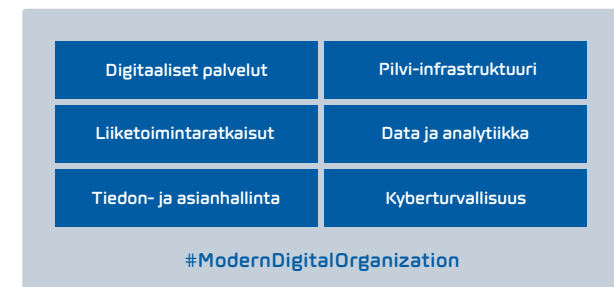 Digitaaliset palvelut
Pilvi-infrastruktuuri
Liiketoimintaratkaisut
Data ja analytiikka
Tiedon- ja asianhallinta
Kyberturvallisuus
#ModernDigitalOrganization